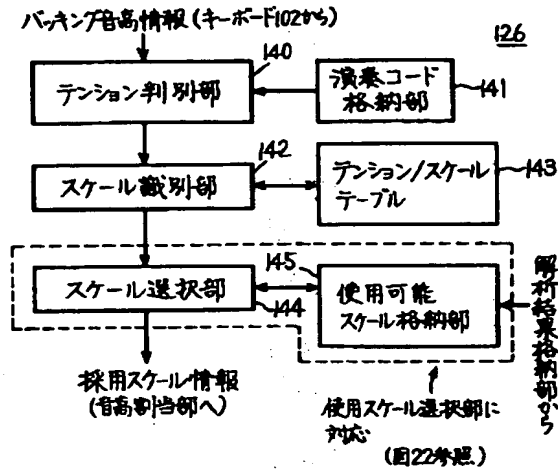 バッキング音高情報(キーボード102から)
126
140
テンション判別部
演奏コード
格納部
141
142
スケール識別部
テンション/スケール
テーブル
143
145
スケール選択部
144
使用可能
スケール格納部
解析結果格納部から
採用スケール情報
(音高割当部へ)
使用スケール選択部に
対応
(図22参照)